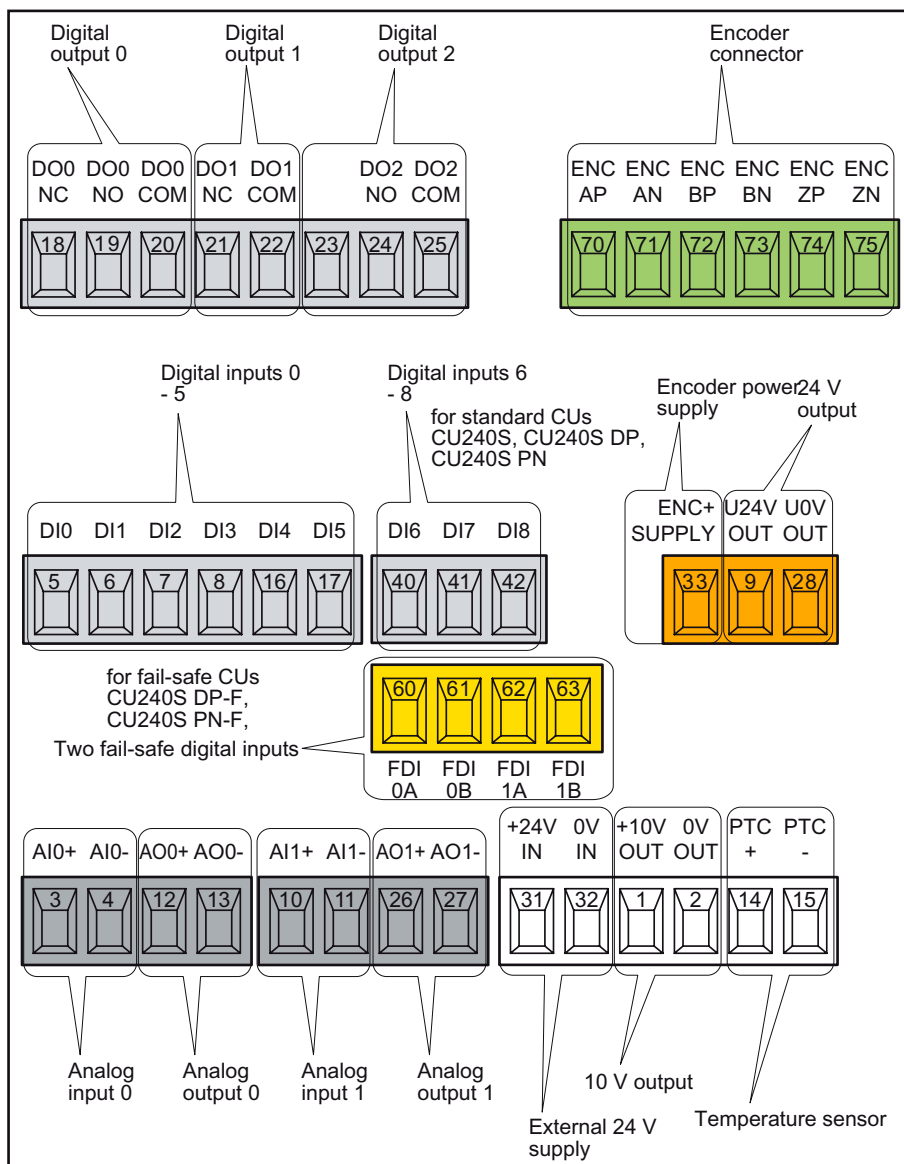 Digital
output 0
Digital
output 1
Digital
output 2
Encoder
connector
DO0 DO0 DO0 DO1 DO1 DO2 DO2
NC NO COM NC COM NO COM
18 19 20 21 22 23 24 25
ENC ENC ENC ENC ENC ENC
AP AN BP BN ZP ZN
70 71 72 73 74 75
Digital inputs 0
- 5
Digital inputs 6
- 8
for standard CUs
CU240S, CU240S DP,
CU240S PN
Encoder power
supply
24 V
output
DI0 DI1 DI2 DI3 DI4 DI5
5 6 7 8 16 17
DI6 DI7 DI8
40 41 42
ENC+ U24V U0V
SUPPLY OUT OUT
33 9 28
for fail-safe CUs
CU240S DP-F,
CU240S PN-F,
Two fail-safe digital inputs
60 61 62 63
FDI FDI FDI FDI
0A 0B 1A 1B
AI0+ AI0- AO0+ AO0- AI1+ AI1- AO1+ AO1-
3 4 12 13 10 11 26 27
+24V 0V +10V 0V PTC PTC
IN IN OUT OUT + -
31 32 1 2 14 15
Analog
input 0
Analog
output 0
Analog
input 1
Analog
output 1
External 24 V
supply
10 V output
Temperature sensor